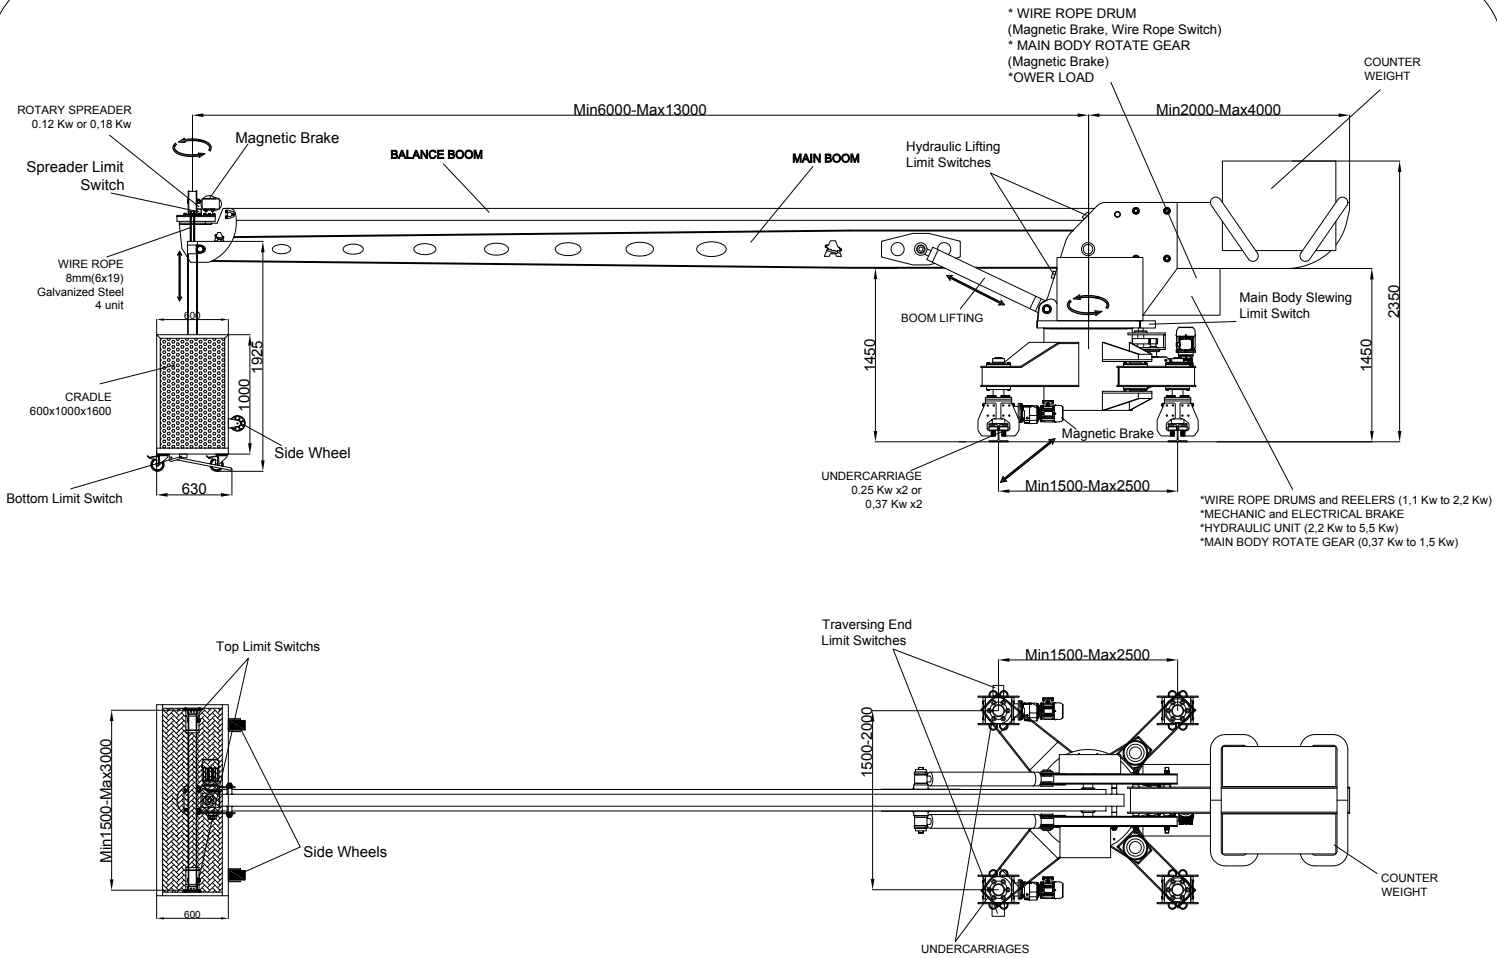 * WIRE ROPE DRUM
(Magnetic Brake, Wire Rope Switch)
* MAIN BODY ROTATE GEAR
(Magnetic Brake)
*OWER LOAD
COUNTER
WEIGHT
ROTARY SPREADER
0.12 Kw or 0,18 Kw
Min6000-Max13000
Min2000-Max4000
Magnetic Brake
Spreader Limit
Switch
BALANCE BOOM
MAIN BOOM
Hydraulic Lifting
Limit Switches
WIRE ROPE
8mm(6x19)
Galvanized Steel
4 unit
600
BOOM LIFTING
Main Body Slewing
Limit Switch
2350
1450
1450
1925
1000
CRADLE
600x1000x1600
Side Wheel
Magnetic Brake
Bottom Limit Switch
630
UNDERCARRIAGE
0.25 Kw x2 or
0,37 Kw x2
Min1500-Max2500
*WIRE ROPE DRUMS and REELERS (1,1 Kw to 2,2 Kw)
*MECHANIC and ELECTRICAL BRAKE
*HYDRAULIC UNIT (2,2 Kw to 5,5 Kw)
*MAIN BODY ROTATE GEAR (0,37 Kw to 1,5 Kw)
Top Limit Switchs
Traversing End
Limit Switches
Min1500-Max2500
Min1500-Max3000
1500-2000
Side Wheels
COUNTER
WEIGHT
600
UNDERCARRIAGES